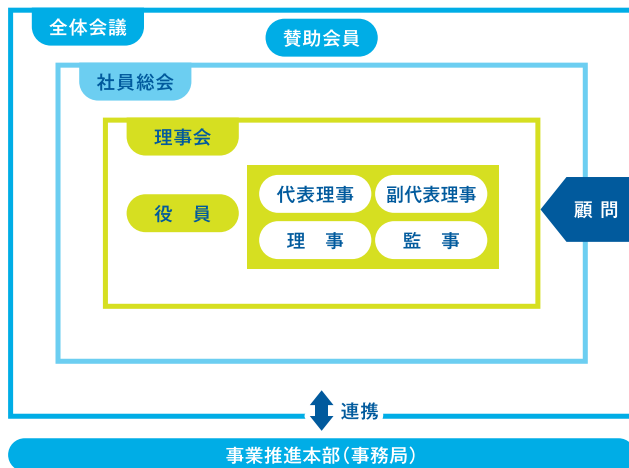 全体会議
賛助会員
社員総会
理事会
役　員
代表理事
副代表理事
理　事
監　事
顧 問
連携
事業推進本部(事務局)